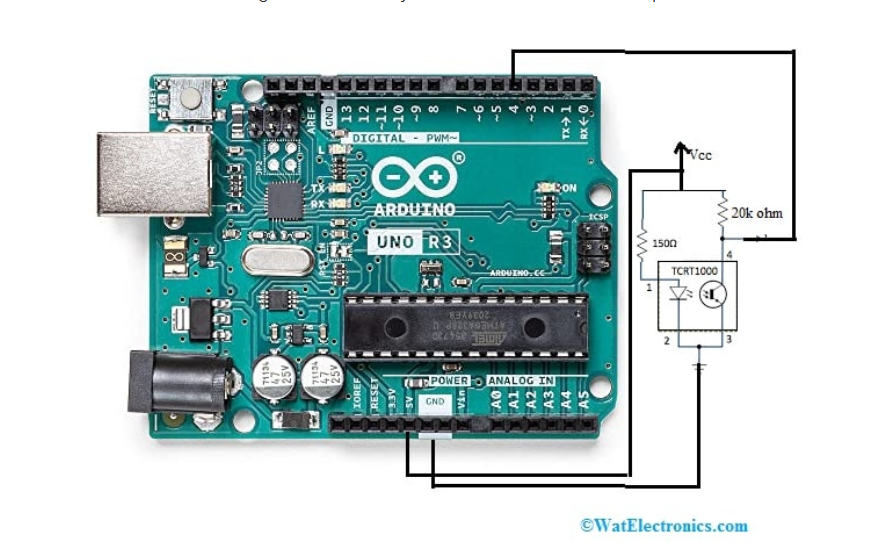 RESET
AREF
GND
13
12
~11
~10
~9
8
7
~6
~5
4
~3
2
TX→1
RX←0
DIGITAL - PWM~
L
TX
RX
ON
ARDUINO
UNO R3
ICSP
ARDUINO.CC
Vcc
20k ohm
150Ω
4
TCRT1000
1
2
3
71134
47
25V
71134
47
25V
POWER
ANALOG IN
IOREF
RESET
3.3V
5V
GND
Vin
A0
A1
A2
A3
A4
A5
©WatElectronics.com